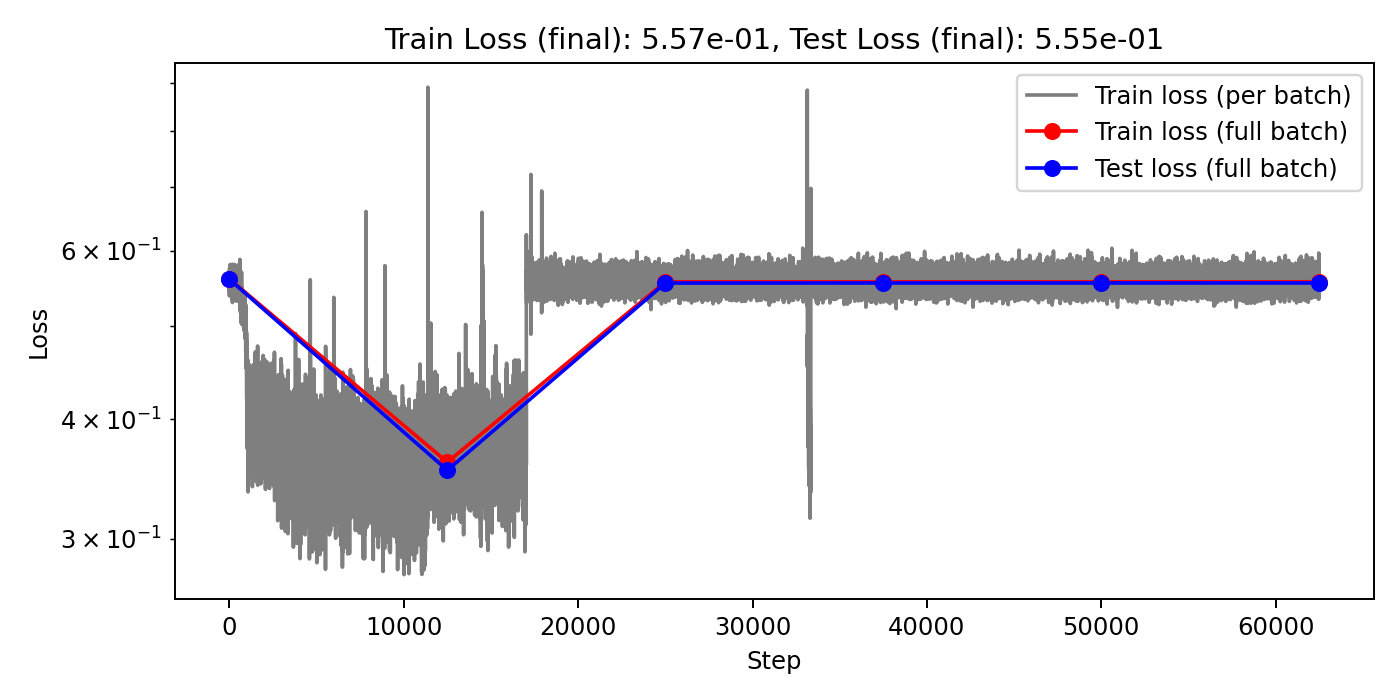 Train Loss (final): 5.57e-01, Test Loss (final): 5.55e-01
Train loss (per batch)
Train loss (full batch)
Test loss (full batch)
6 × 10⁻¹
4 × 10⁻¹
3 × 10⁻¹
Loss
0 10000 20000 30000 40000 50000 60000
Step